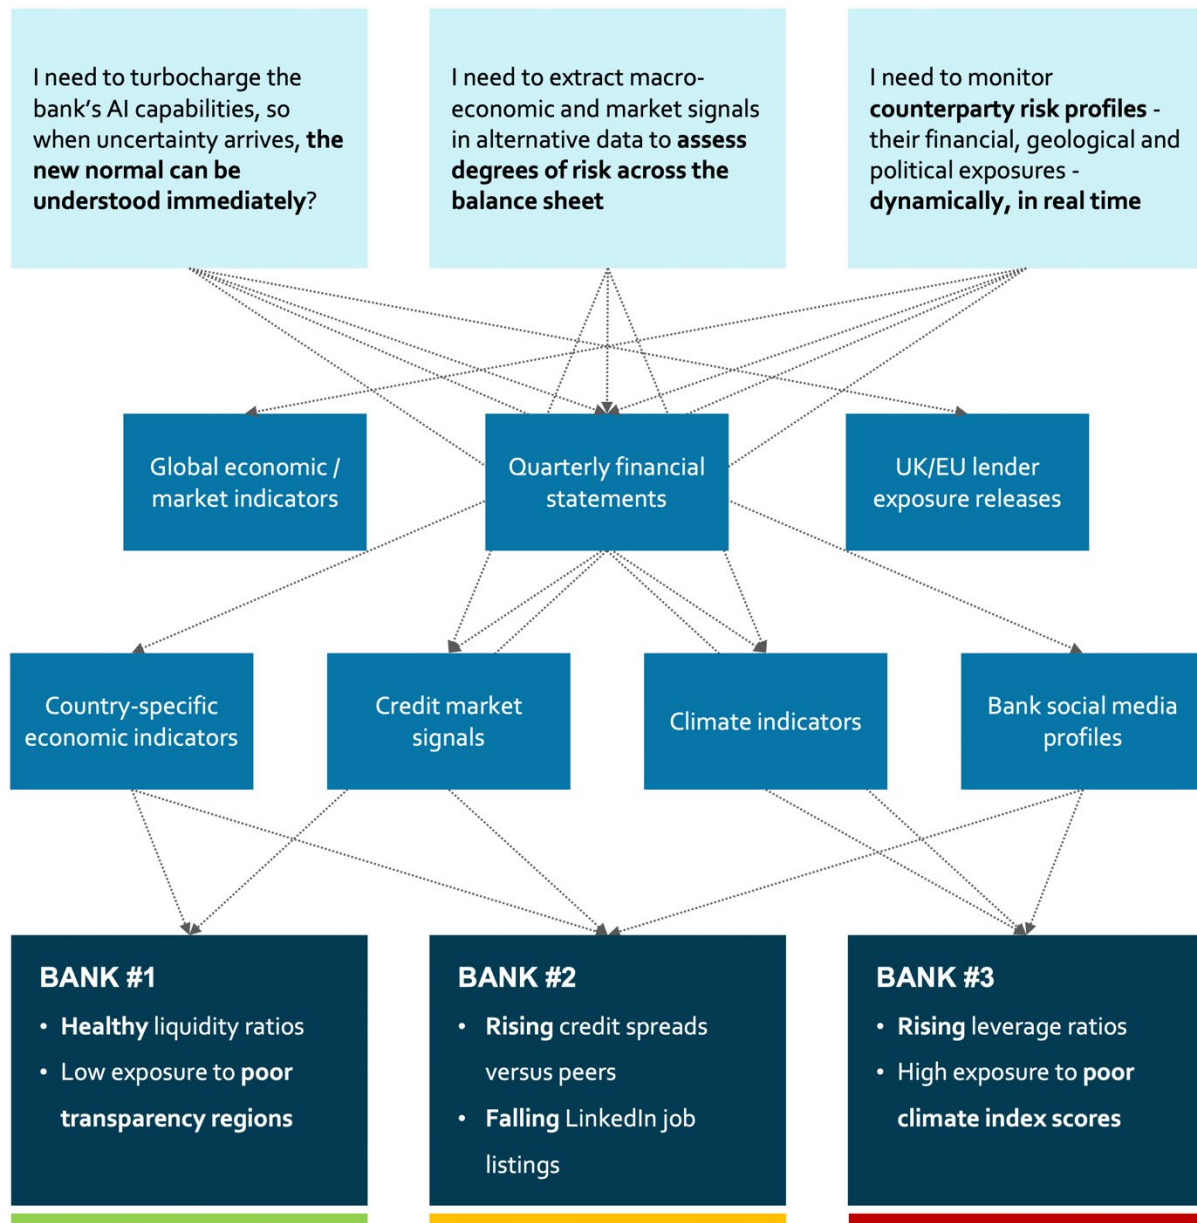 I need to turbocharge the
bank’s AI capabilities, so
when uncertainty arrives, the
new normal can be
understood immediately?
I need to extract macro-
economic and market signals
in alternative data to assess
degrees of risk across the
balance sheet
I need to monitor
counterparty risk profiles -
their financial, geological and
political exposures -
dynamically, in real time
Global economic /
market indicators
Quarterly financial
statements
UK/EU lender
exposure releases
Country-specific
economic indicators
Credit market
signals
Climate indicators
Bank social media
profiles
BANK #1
• Healthy liquidity ratios
• Low exposure to poor
transparency regions
BANK #2
• Rising credit spreads
versus peers
• Falling LinkedIn job
listings
BANK #3
• Rising leverage ratios
• High exposure to poor
climate index scores